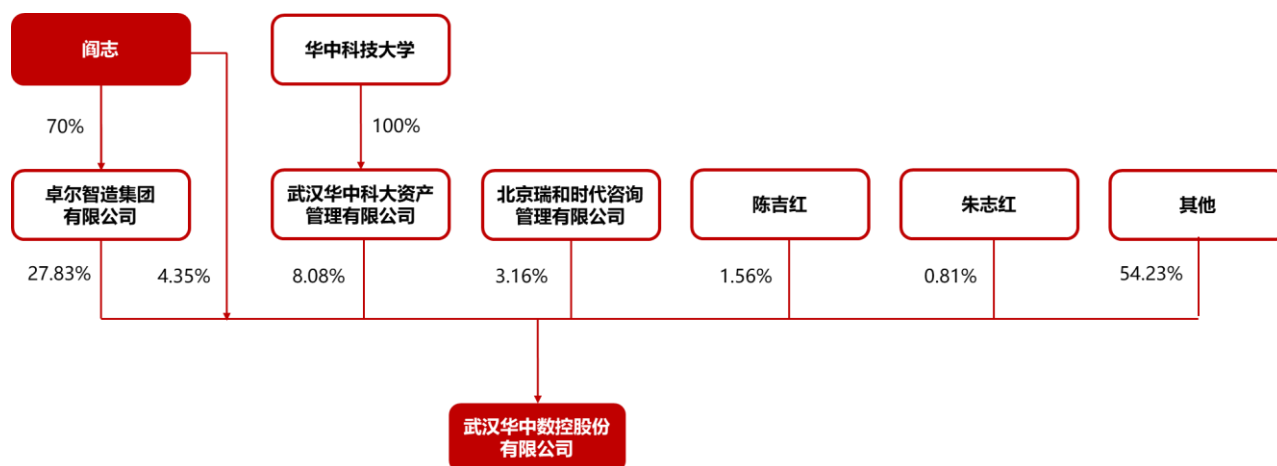 阎志
华中科技大学
70%
100%
卓尔智造集团
有限公司
武汉华中科大资产
管理有限公司
北京瑞和时代咨询
管理有限公司
陈吉红
朱志红
其他
27.83%
4.35%
8.08%
3.16%
1.56%
0.81%
54.23%
武汉华中数控股份
有限公司